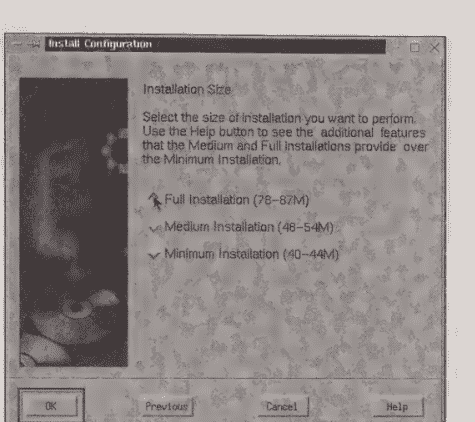 Install Configuration
Installation Size
Select the size of installation you want to perform.
Use the Help button to see the additional features
that the Medium and Full Installations provide over
the Minimum Installation.
Full Installation (78-87M)
Medium Installation (48-54M)
Minimum Installation (40-44M)
OK
Previous
Cancel
Help